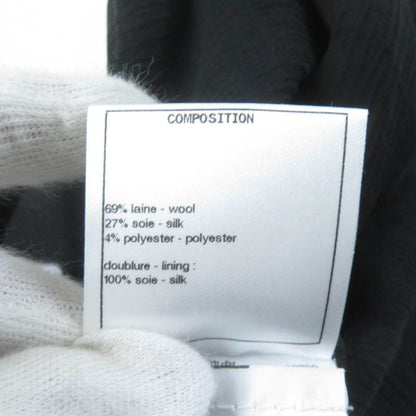 COMPOSITION
69% laine - wool
27% soie - silk
4% polyester - polyester
doublure - lining :
100% soie - silk